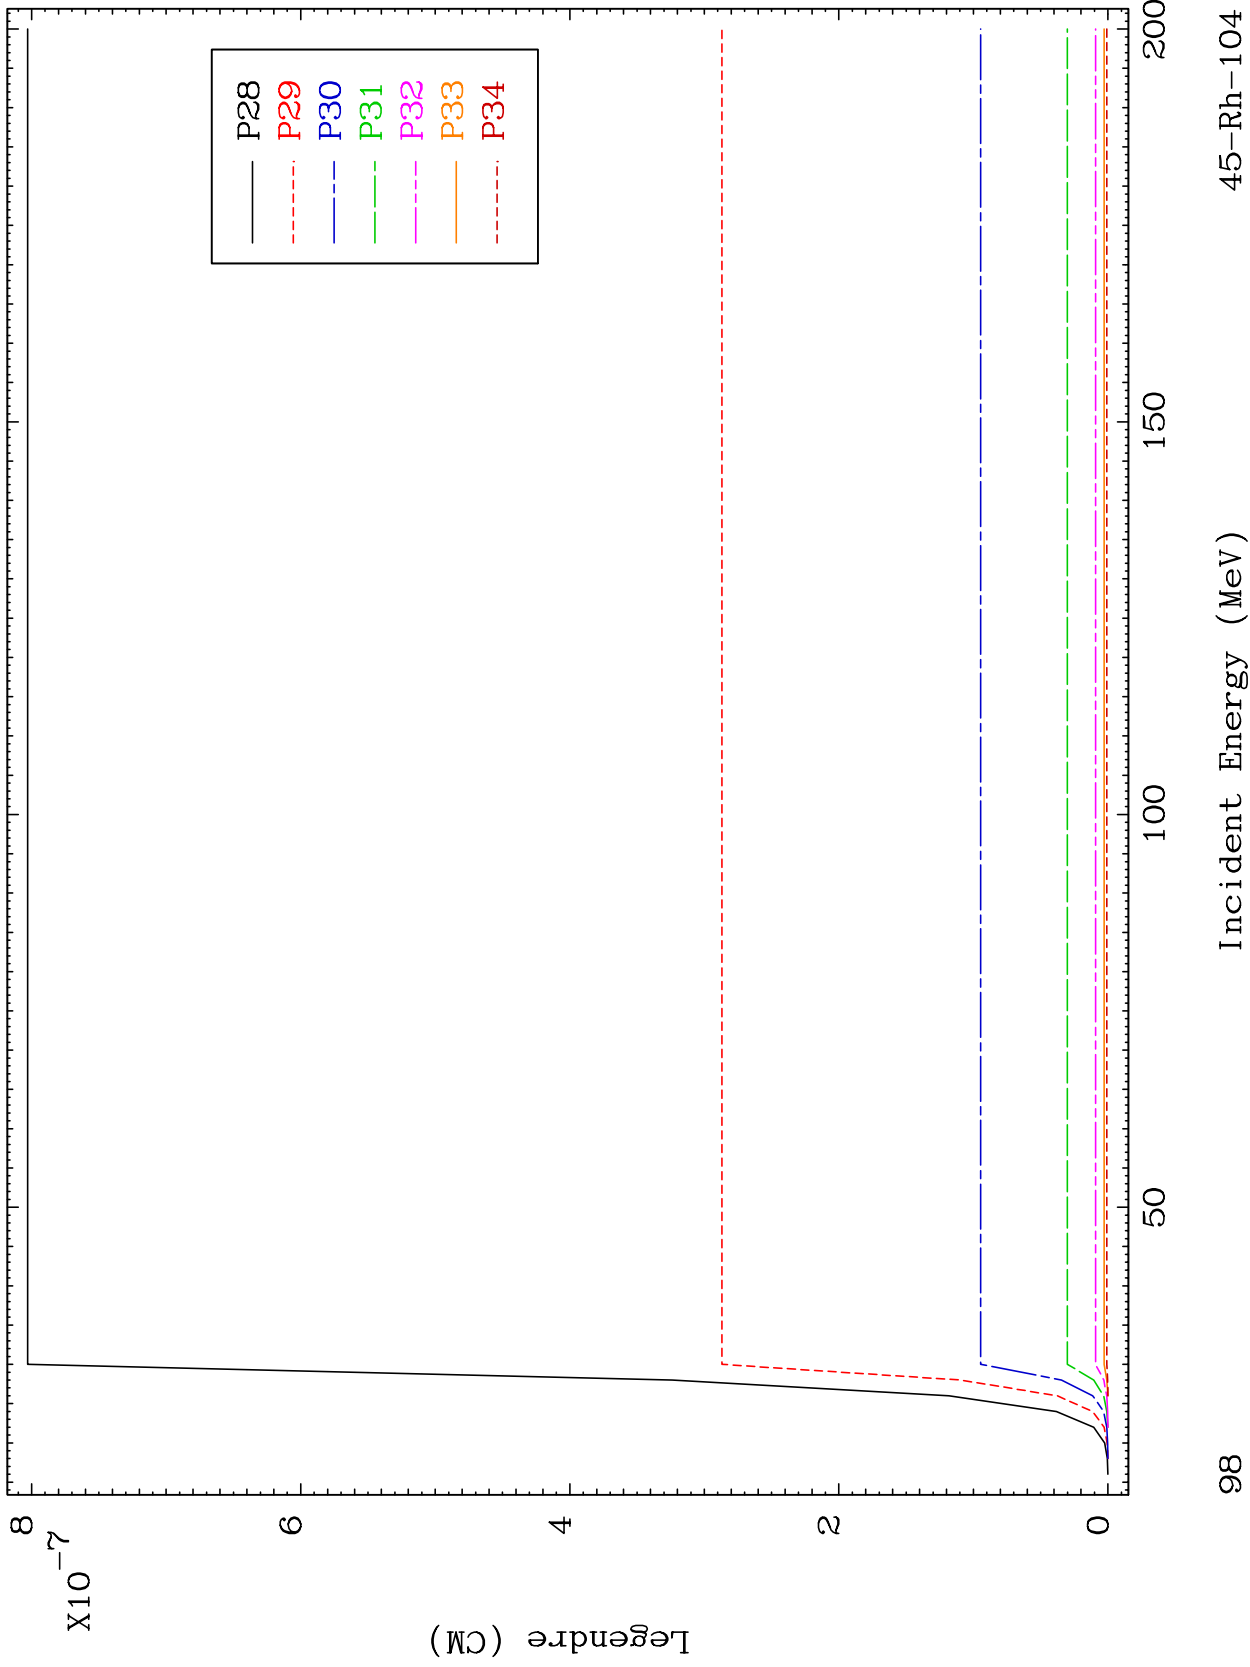 X10^-7
8
6
4
2
0
Legendre (CM)
P28
P29
P30
P31
P32
P33
P34
50
100
150
200
Incident Energy (MeV)
98
45-Rh-104